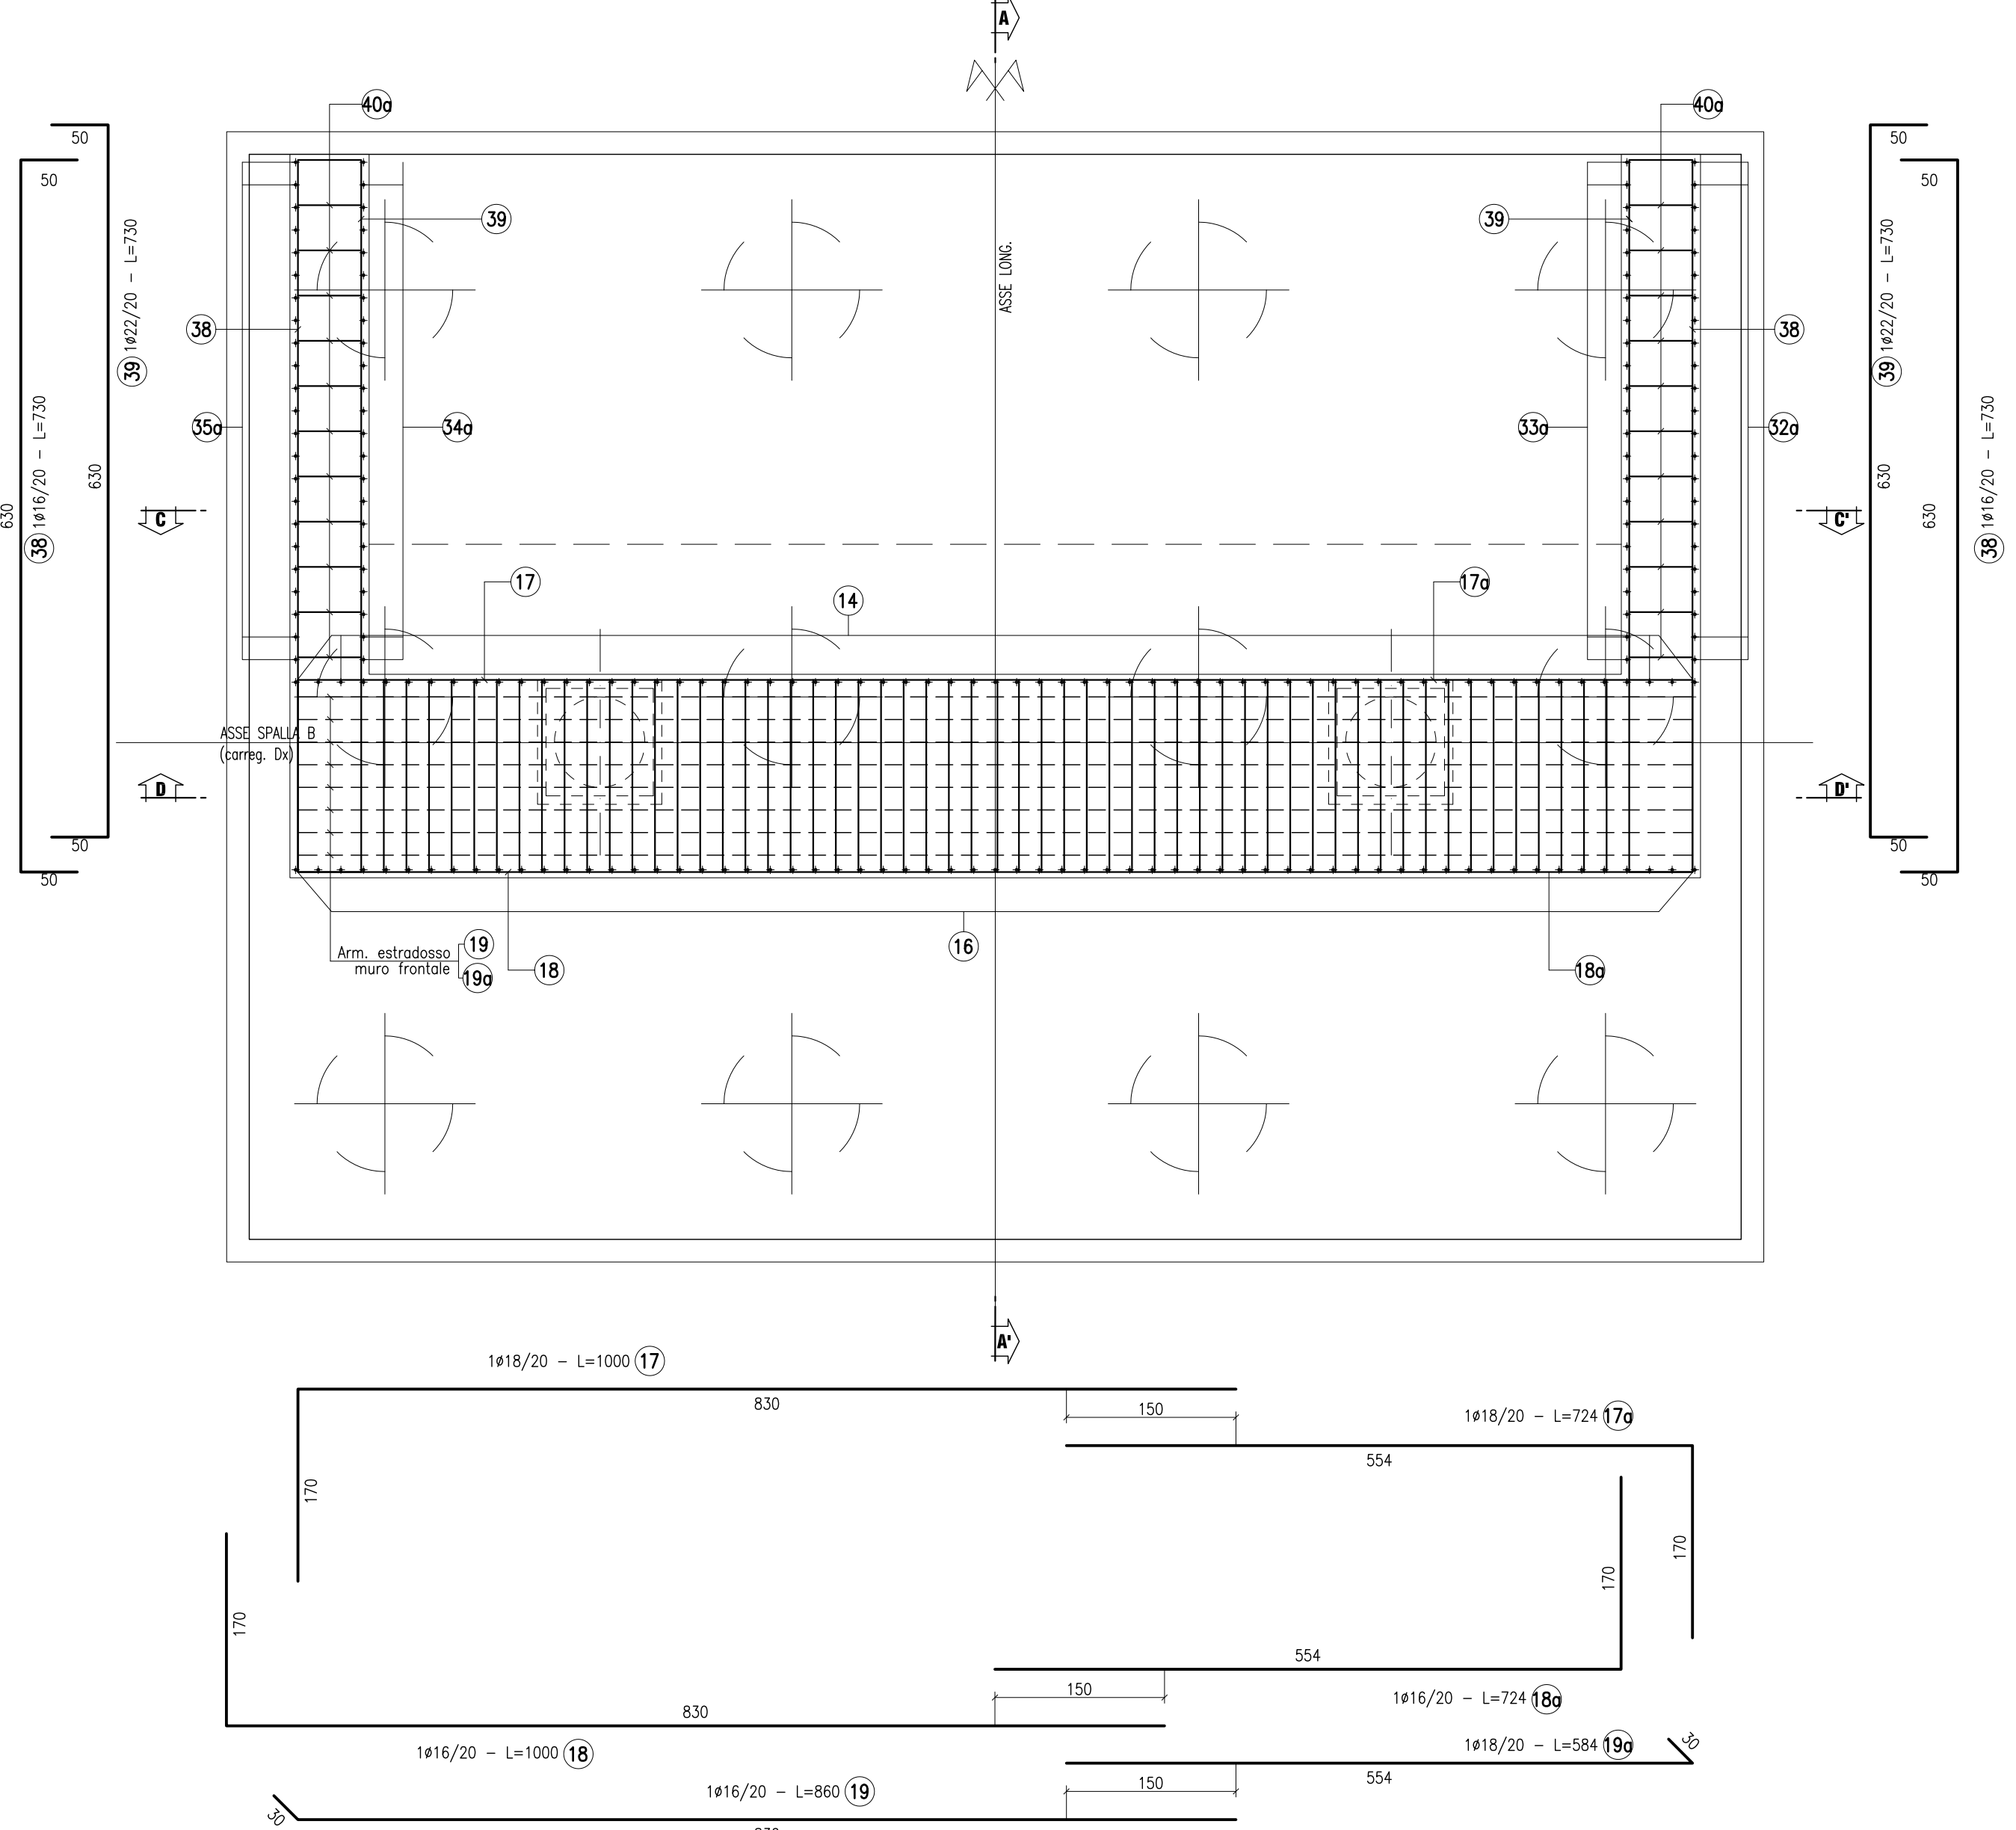 A
40a
40a
50
50
50
50
39
39
39 1ø22/20 - L=730
39 1ø22/20 - L=730
ASSE LONG.
38
38
38 1ø16/20 - L=730
38 1ø16/20 - L=730
35a
34a
33a
32a
630
630
630
630
C
C'
17
17a
14
ASSE SPALLA B
(carreg. Dx)
D
D'
50
50
50
50
Arm. estradosso
muro frontale
19
19a
18
16
18a
A'
1ø18/20 - L=1000 17
830
150
1ø18/20 - L=724 17a
554
170
170
170
170
554
150
830
1ø16/20 - L=724 18a
1ø16/20 - L=1000 18
1ø18/20 - L=584 19a
30
554
150
1ø16/20 - L=860 19
30